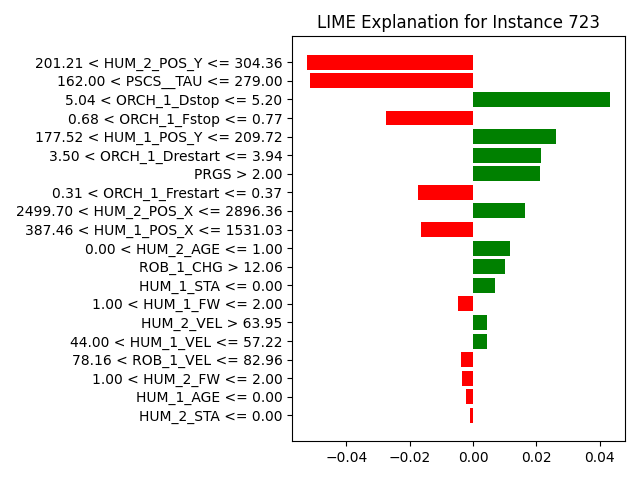 LIME Explanation for Instance 723
201.21 < HUM_2_POS_Y <= 304.36
162.00 < PSCS__TAU <= 279.00
5.04 < ORCH_1_Dstop <= 5.20
0.68 < ORCH_1_Fstop <= 0.77
177.52 < HUM_1_POS_Y <= 209.72
3.50 < ORCH_1_Drestart <= 3.94
PRGS > 2.00
0.31 < ORCH_1_Frestart <= 0.37
2499.70 < HUM_2_POS_X <= 2896.36
387.46 < HUM_1_POS_X <= 1531.03
0.00 < HUM_2_AGE <= 1.00
ROB_1_CHG > 12.06
HUM_1_STA <= 0.00
1.00 < HUM_1_FW <= 2.00
HUM_2_VEL > 63.95
44.00 < HUM_1_VEL <= 57.22
78.16 < ROB_1_VEL <= 82.96
1.00 < HUM_2_FW <= 2.00
HUM_1_AGE <= 0.00
HUM_2_STA <= 0.00
−0.04 −0.02 0.00 0.02 0.04